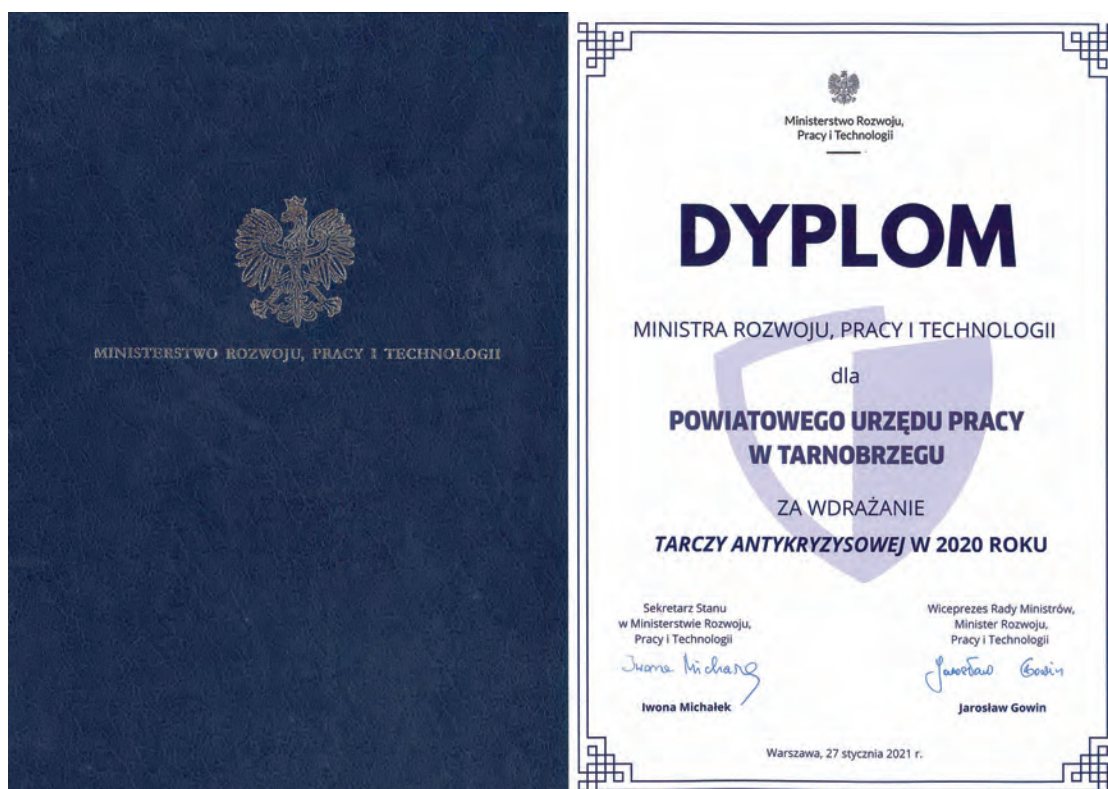 MINISTERSTWO ROZWOJU, PRACY I TECHNOLOGII
Ministerstwo Rozwoju,
Pracy i Technologii
DYPLOM
MINISTRA ROZWOJU, PRACY I TECHNOLOGII
dla
POWIATOWEGO URZĘDU PRACY
W TARNOBRZEGU
ZA WDRAŻANIE
TARCZY ANTYKRYZYSOWEJ W 2020 ROKU
Sekretarz Stanu
w Ministerstwie Rozwoju,
Pracy i Technologii
Iwona Michałek
Iwona Michałek
Wiceprezes Rady Ministrów,
Minister Rozwoju,
Pracy i Technologii
Jarosław Gowin
Jarosław Gowin
Warszawa, 27 stycznia 2021 r.